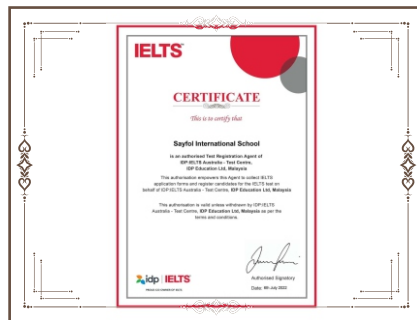 IELTS™
CERTIFICATE
This is to certify that
Sayfol International School
is an authorised Test Registration Agent of
IDP IELTS Australia - Test Centre,
IDP Education Ltd, Malaysia
This authorisation empowers this Agent to collect IELTS
application forms and register candidates for the IELTS test on
behalf of IDP IELTS Australia - Test Centre, IDP Education Ltd, Malaysia
This authorisation is valid unless withdrawn by IDP IELTS
Australia - Test Centre, IDP Education Ltd, Malaysia as per the
terms and conditions.
Authorised Signatory
idp IELTS